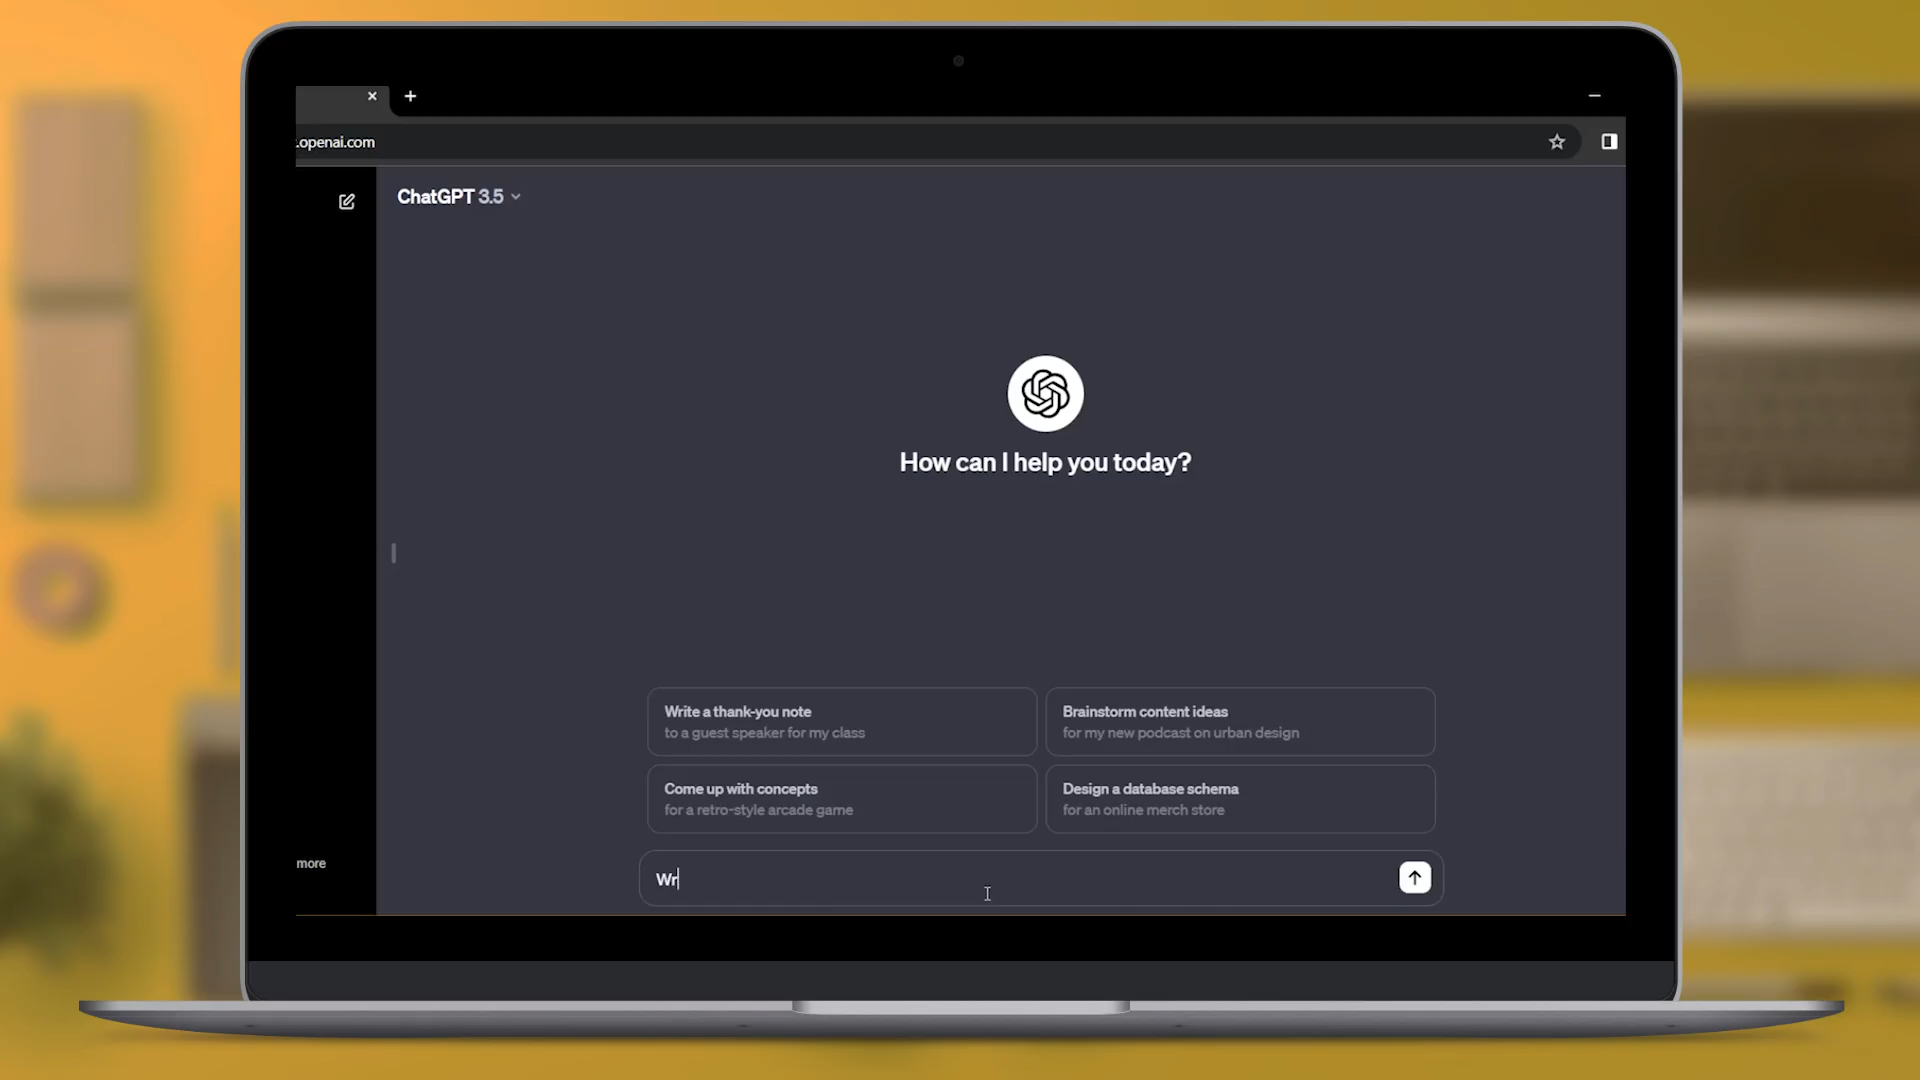 .openai.com
ChatGPT 3.5
How can I help you today?
Write a thank-you note
to a guest speaker for my class
Brainstorm content ideas
for my new podcast on urban design
Come up with concepts
for a retro-style arcade game
Design a database schema
for an online merch store
more
Wr